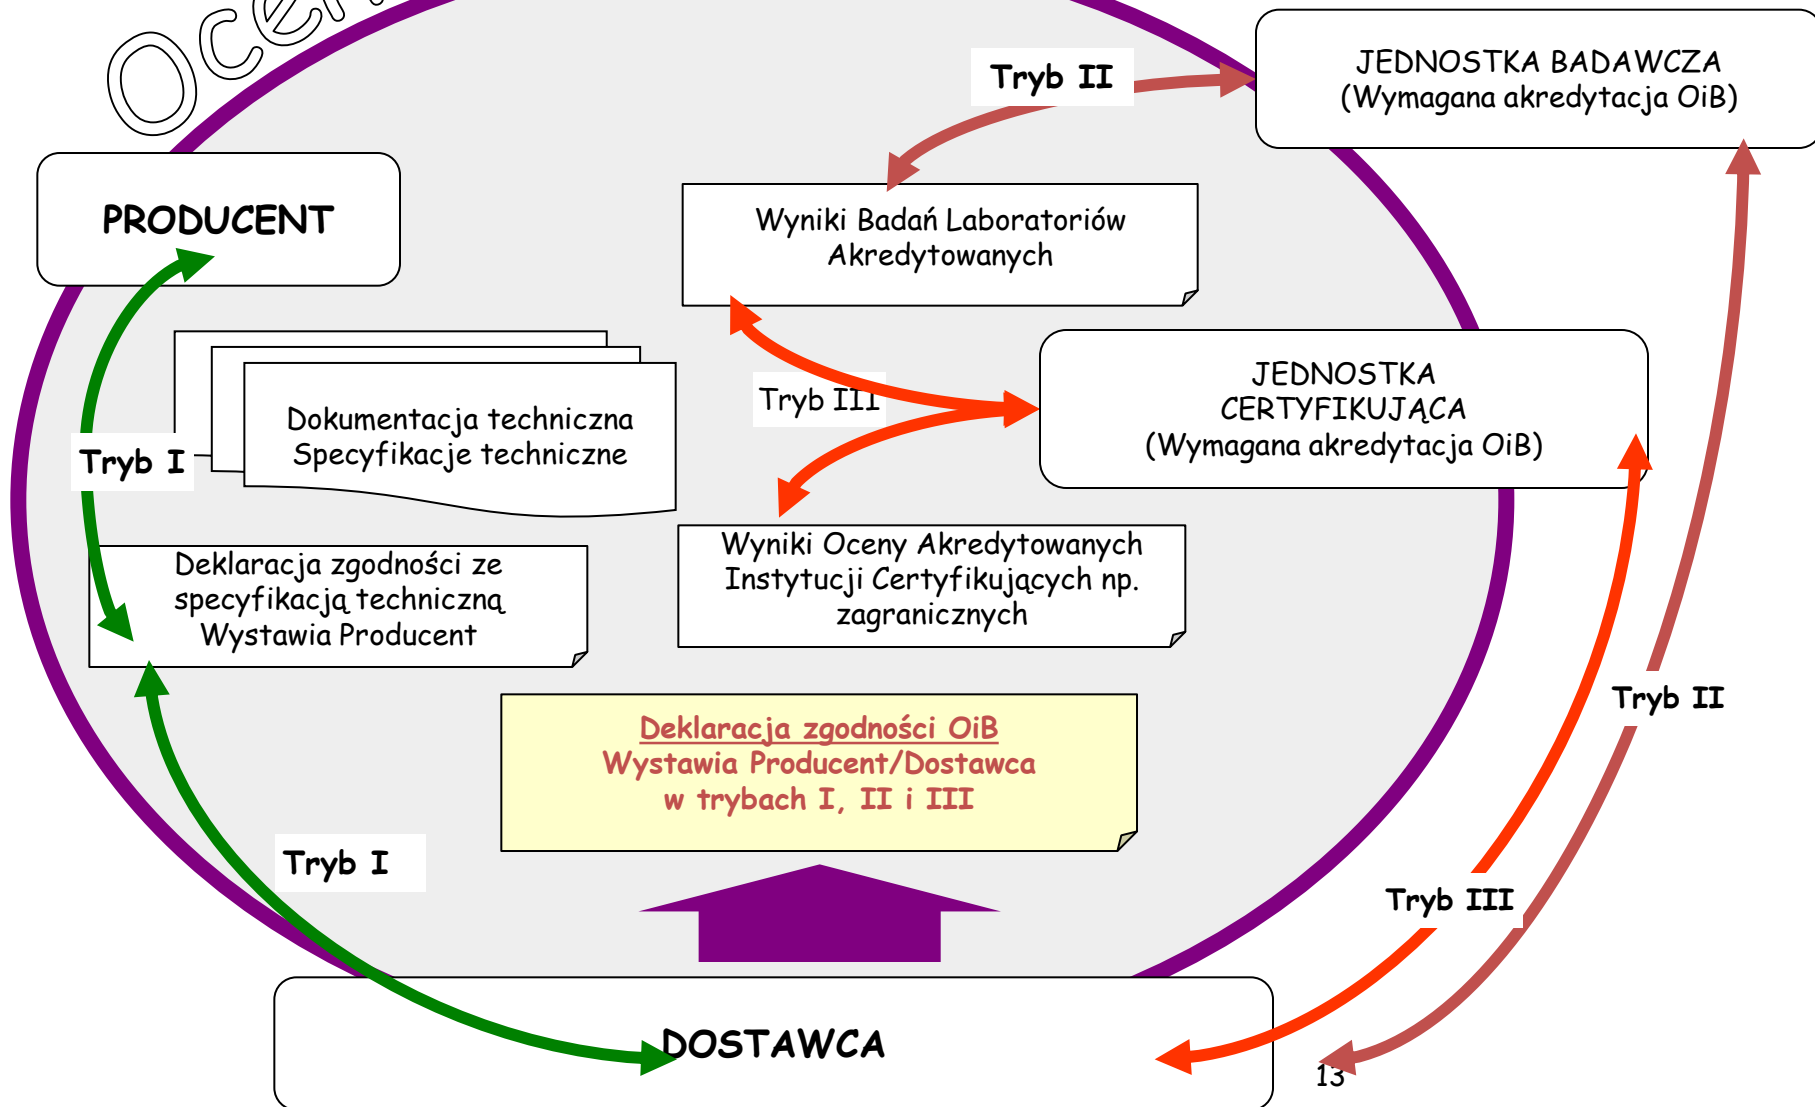 Tryb II
JEDNOSTKA BADAWCZA
(Wymagana akredytacja OiB)
PRODUCENT
Wyniki Badań Laboratoriów
Akredytowanych
JEDNOSTKA
CERTYFIKUJĄCA
(Wymagana akredytacja OiB)
Tryb III
Dokumentacja techniczna
Specyfikacje techniczne
Tryb I
Wyniki Oceny Akredytowanych
Instytucji Certyfikujących np.
zagranicznych
Deklaracja zgodności ze
specyfikacją techniczną
Wystawia Producent
Tryb II
Deklaracja zgodności OiB
Wystawia Producent/Dostawca
w trybach I, II i III
Tryb I
Tryb III
DOSTAWCA
13